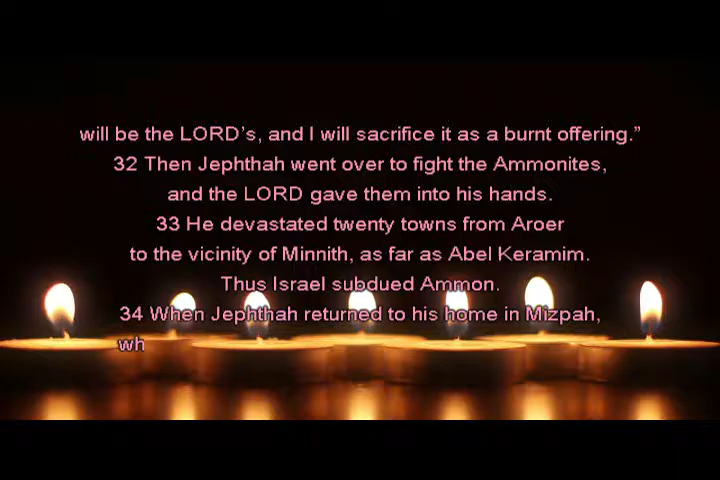 will be the LORD’s, and I will sacrifice it as a burnt offering.”
32 Then Jephthah went over to fight the Ammonites,
and the LORD gave them into his hands.
33 He devastated twenty towns from Aroer
to the vicinity of Minnith, as far as Abel Keramim.
Thus Israel subdued Ammon.
34 When Jephthah returned to his home in Mizpah,
wh